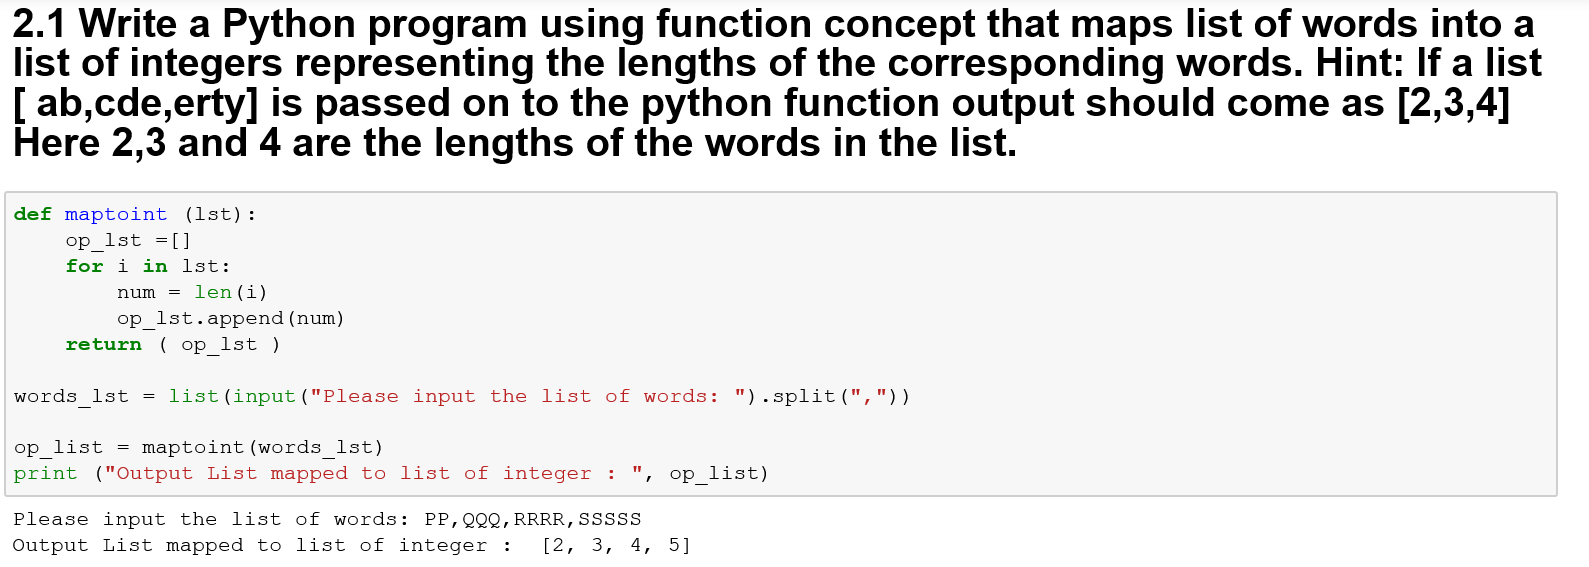 2.1 Write a Python program using function concept that maps list of words into a
list of integers representing the lengths of the corresponding words. Hint: If a list
[ ab,cde,erty] is passed on to the python function output should come as [2,3,4]
Here 2,3 and 4 are the lengths of the words in the list.
def maptoint (lst):
    op_lst =[]
    for i in lst:
        num = len(i)
        op_lst.append(num)
    return ( op_lst )
words_lst = list(input("Please input the list of words: ").split(","))
op_list = maptoint(words_lst)
print ("Output List mapped to list of integer : ", op_list)
Please input the list of words: PP,QQQ,RRRR,SSSSS
Output List mapped to list of integer :  [2, 3, 4, 5]